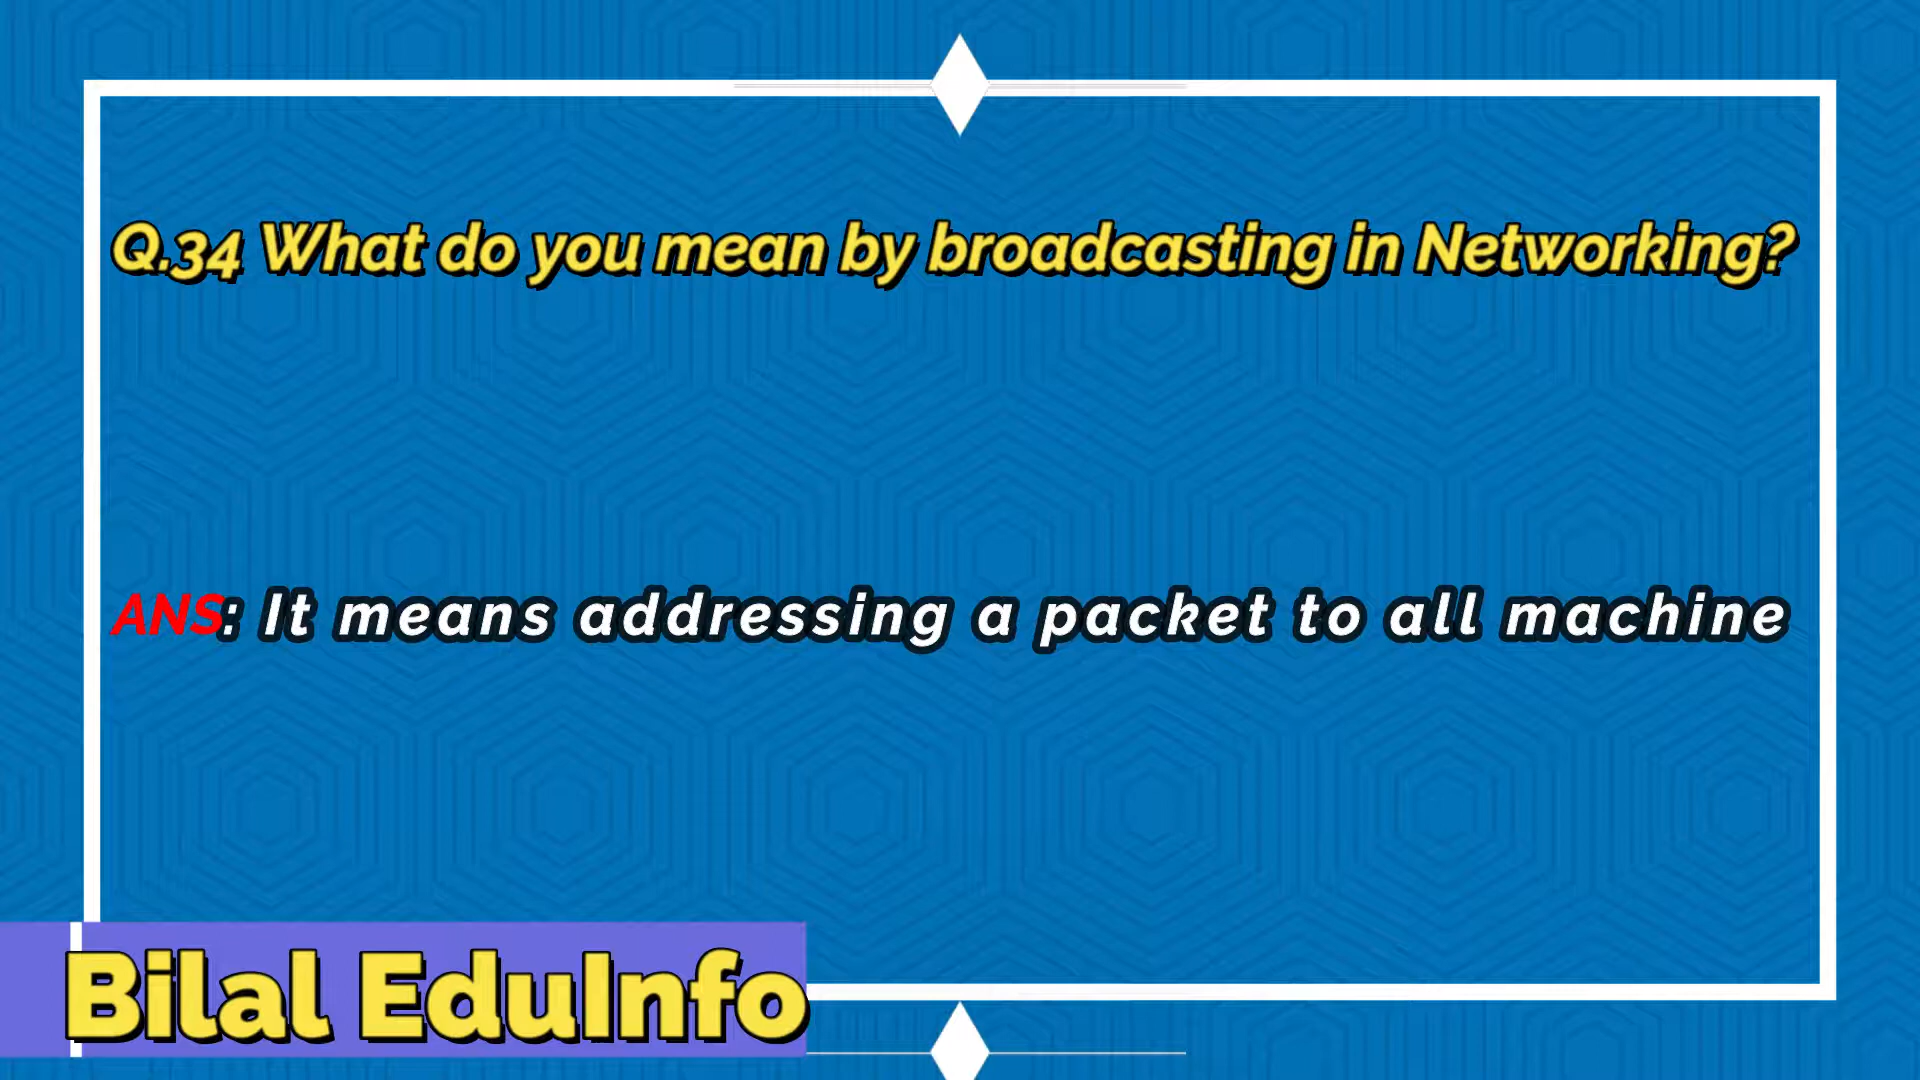 Q.34 What do you mean by broadcasting in Networking?
ANS: It means addressing a packet to all machine
Bilal EduInfo